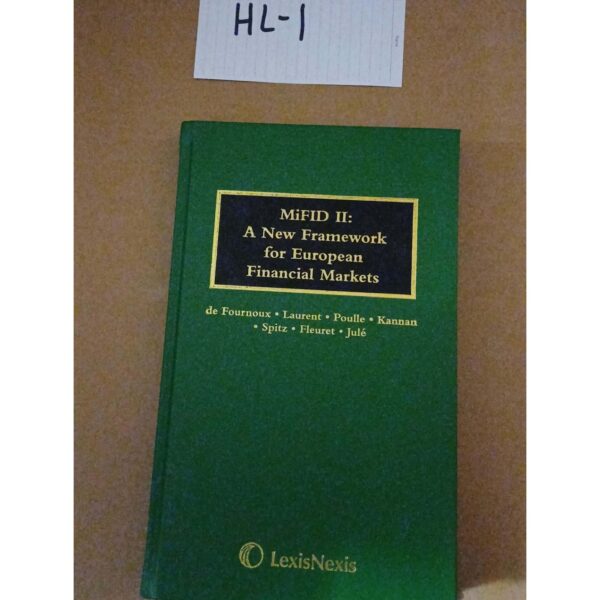 HL-1
MiFID II:
A New Framework
for European
Financial Markets
de Fournoux • Laurent • Poulle • Kannan
• Spitz • Fleuret • Julé
LexisNexis